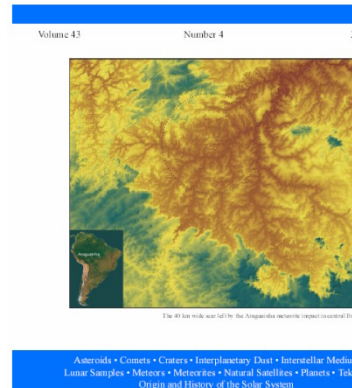 Volume 43 Number 4
Araguainha
The 40 km wide scar left by the Araguainha meteorite impact in central
Asteroids • Comets • Craters • Interplanetary Dust • Interstellar Mediu
Lunar Samples • Meteors • Meteorites • Natural Satellites • Planets • Tek
Origin and History of the Solar System